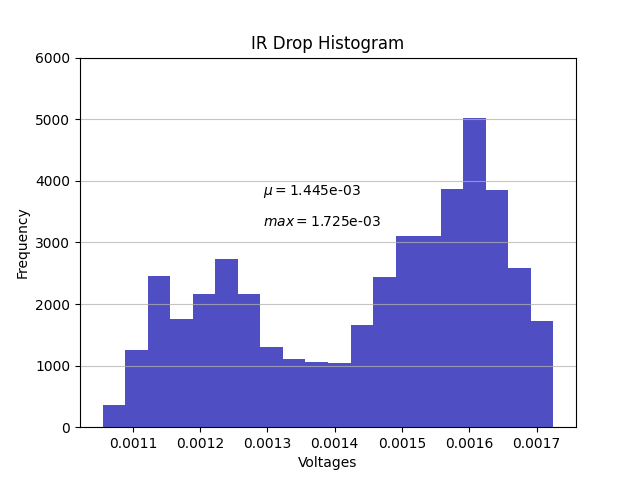 IR Drop Histogram
6000
5000
4000
3000
2000
1000
0
Frequency
μ = 1.445e-03
max = 1.725e-03
0.0011 0.0012 0.0013 0.0014 0.0015 0.0016 0.0017
Voltages